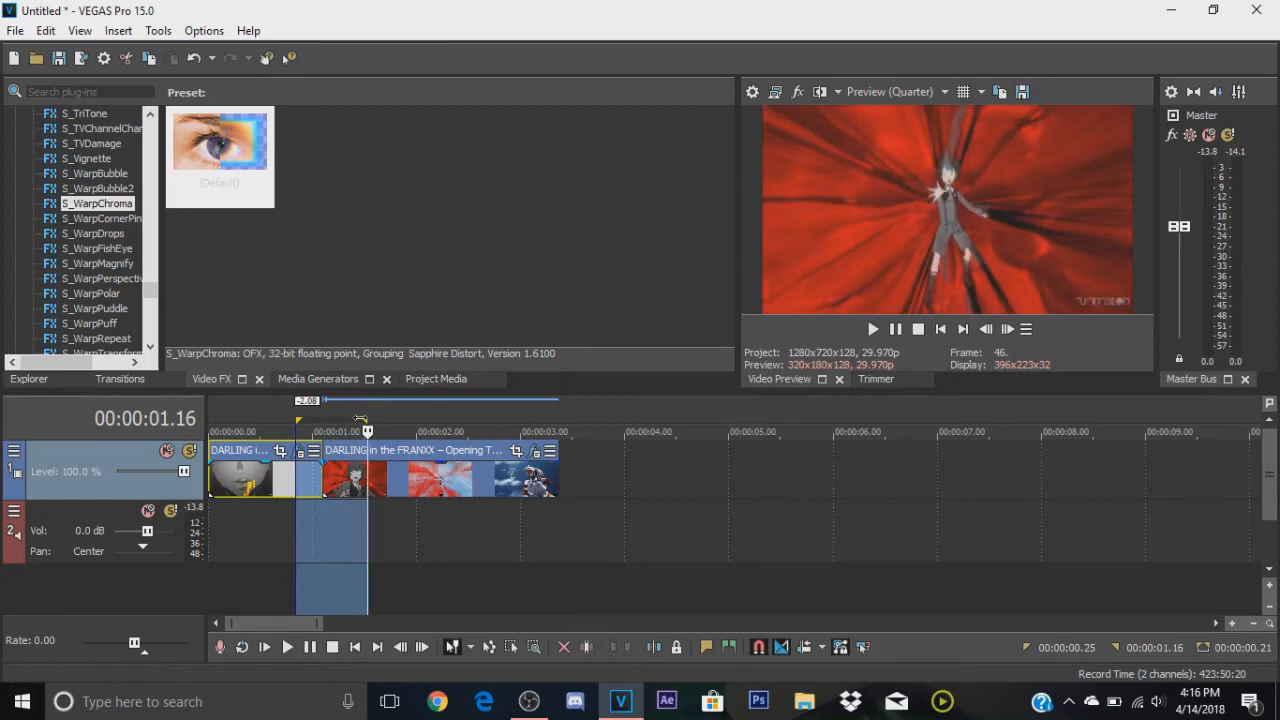 Untitled * - VEGAS Pro 15.0
File Edit View Insert Tools Options Help
Search plug-ins
Preset:
Preview (Quarter)
Master
S_TriTone
S_TVChannelChan
S_TVDamage
S_Vignette
S_WarpBubble
S_WarpBubble2
S_WarpChroma
S_WarpCornerPin
S_WarpDrops
S_WarpFishEye
S_WarpMagnify
S_WarpPerspectiv
S_WarpPolar
S_WarpPuddle
S_WarpPuff
S_WarpRepeat
S_WarpTransform
(Default)
FUNIMATION
-13.8 -14.1
3
6
9
12
15
18
21
24
27
30
33
36
39
42
45
48
51
54
57
0.0 0.0
S_WarpChroma: OFX, 32-bit floating point, Grouping Sapphire Distort, Version 1.6100
Project: 1280x720x128, 29.970p
Frame: 46.
Preview: 320x180x128, 29.970p
Display: 396x223x32
Explorer Transitions Video FX Media Generators Project Media
Video Preview Trimmer
Master Bus
00:00:01.16
-2.08
00:00:00.00 00:00:01.00 00:00:02.00 00:00:03.00 00:00:04.00 00:00:05.00 00:00:06.00 00:00:07.00 00:00:08.00 00:00:09.00 00:0
1
Level: 100.0 %
DARLING i...
DARLING in the FRANXX – Opening T...
2
-13.8
Vol: 0.0 dB
Pan: Center
12
24
36
48
Rate: 0.00
00:00:00.25 00:00:01.16 00:00:00.21
Record Time (2 channels): 423:50:20
Type here to search
Ae
Ps
V
4:16 PM
4/14/2018